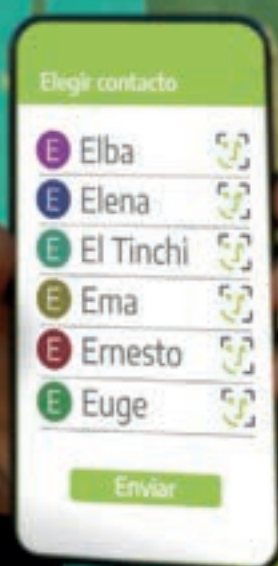 Elegir contacto
E Elba
E Elena
E El Tinchi
E Ema
E Ernesto
E Euge
Enviar